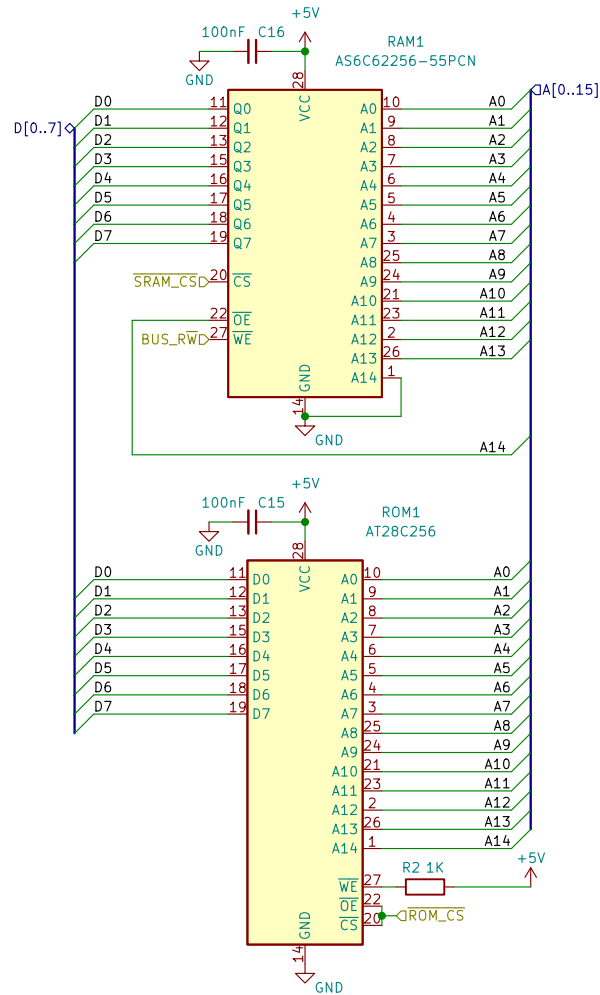 +5V
100nF C16
GND
RAM1
AS6C62256-55PCN
28
VCC
A[0..15]
D[0..7]
D0 11 Q0 A0 10 A0
D1 12 Q1 A1 9 A1
D2 13 Q2 A2 8 A2
D3 15 Q3 A3 7 A3
D4 16 Q4 A4 6 A4
D5 17 Q5 A5 5 A5
D6 18 Q6 A6 4 A6
D7 19 Q7 A7 3 A7
A8 25 A8
SRAM_CS 20 CS A9 24 A9
A10 21 A10
22 OE A11 23 A11
BUS_RW 27 WE A12 2 A12
A13 26 A13
A14 1
GND
14
GND
A14
+5V
100nF C15
GND
ROM1
AT28C256
28
VCC
D0 11 D0 A0 10 A0
D1 12 D1 A1 9 A1
D2 13 D2 A2 8 A2
D3 15 D3 A3 7 A3
D4 16 D4 A4 6 A4
D5 17 D5 A5 5 A5
D6 18 D6 A6 4 A6
D7 19 D7 A7 3 A7
A8 25 A8
A9 24 A9
A10 21 A10
A11 23 A11
A12 2 A12
A13 26 A13
A14 1 A14
R2 1K
+5V
WE 27
OE 22
ROM_CS
CS 20
GND
14
GND